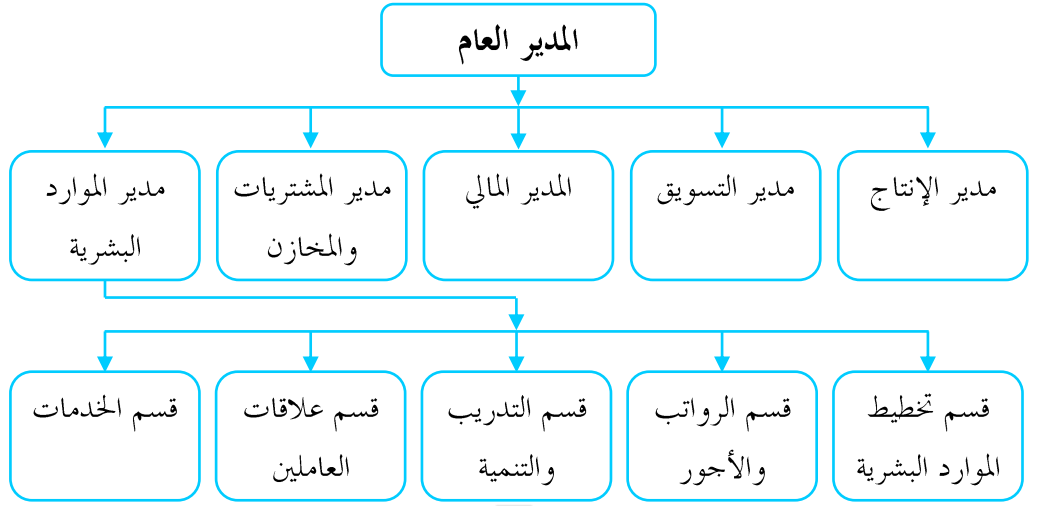 المدير العام
مدير الإنتاج
مدير التسويق
المدير المالي
مدير المشتريات
والمخازن
مدير الموارد
البشرية
قسم تخطيط
الموارد البشرية
قسم الرواتب
والأجور
قسم التدريب
والتنمية
قسم علاقات
العاملين
قسم الخدمات